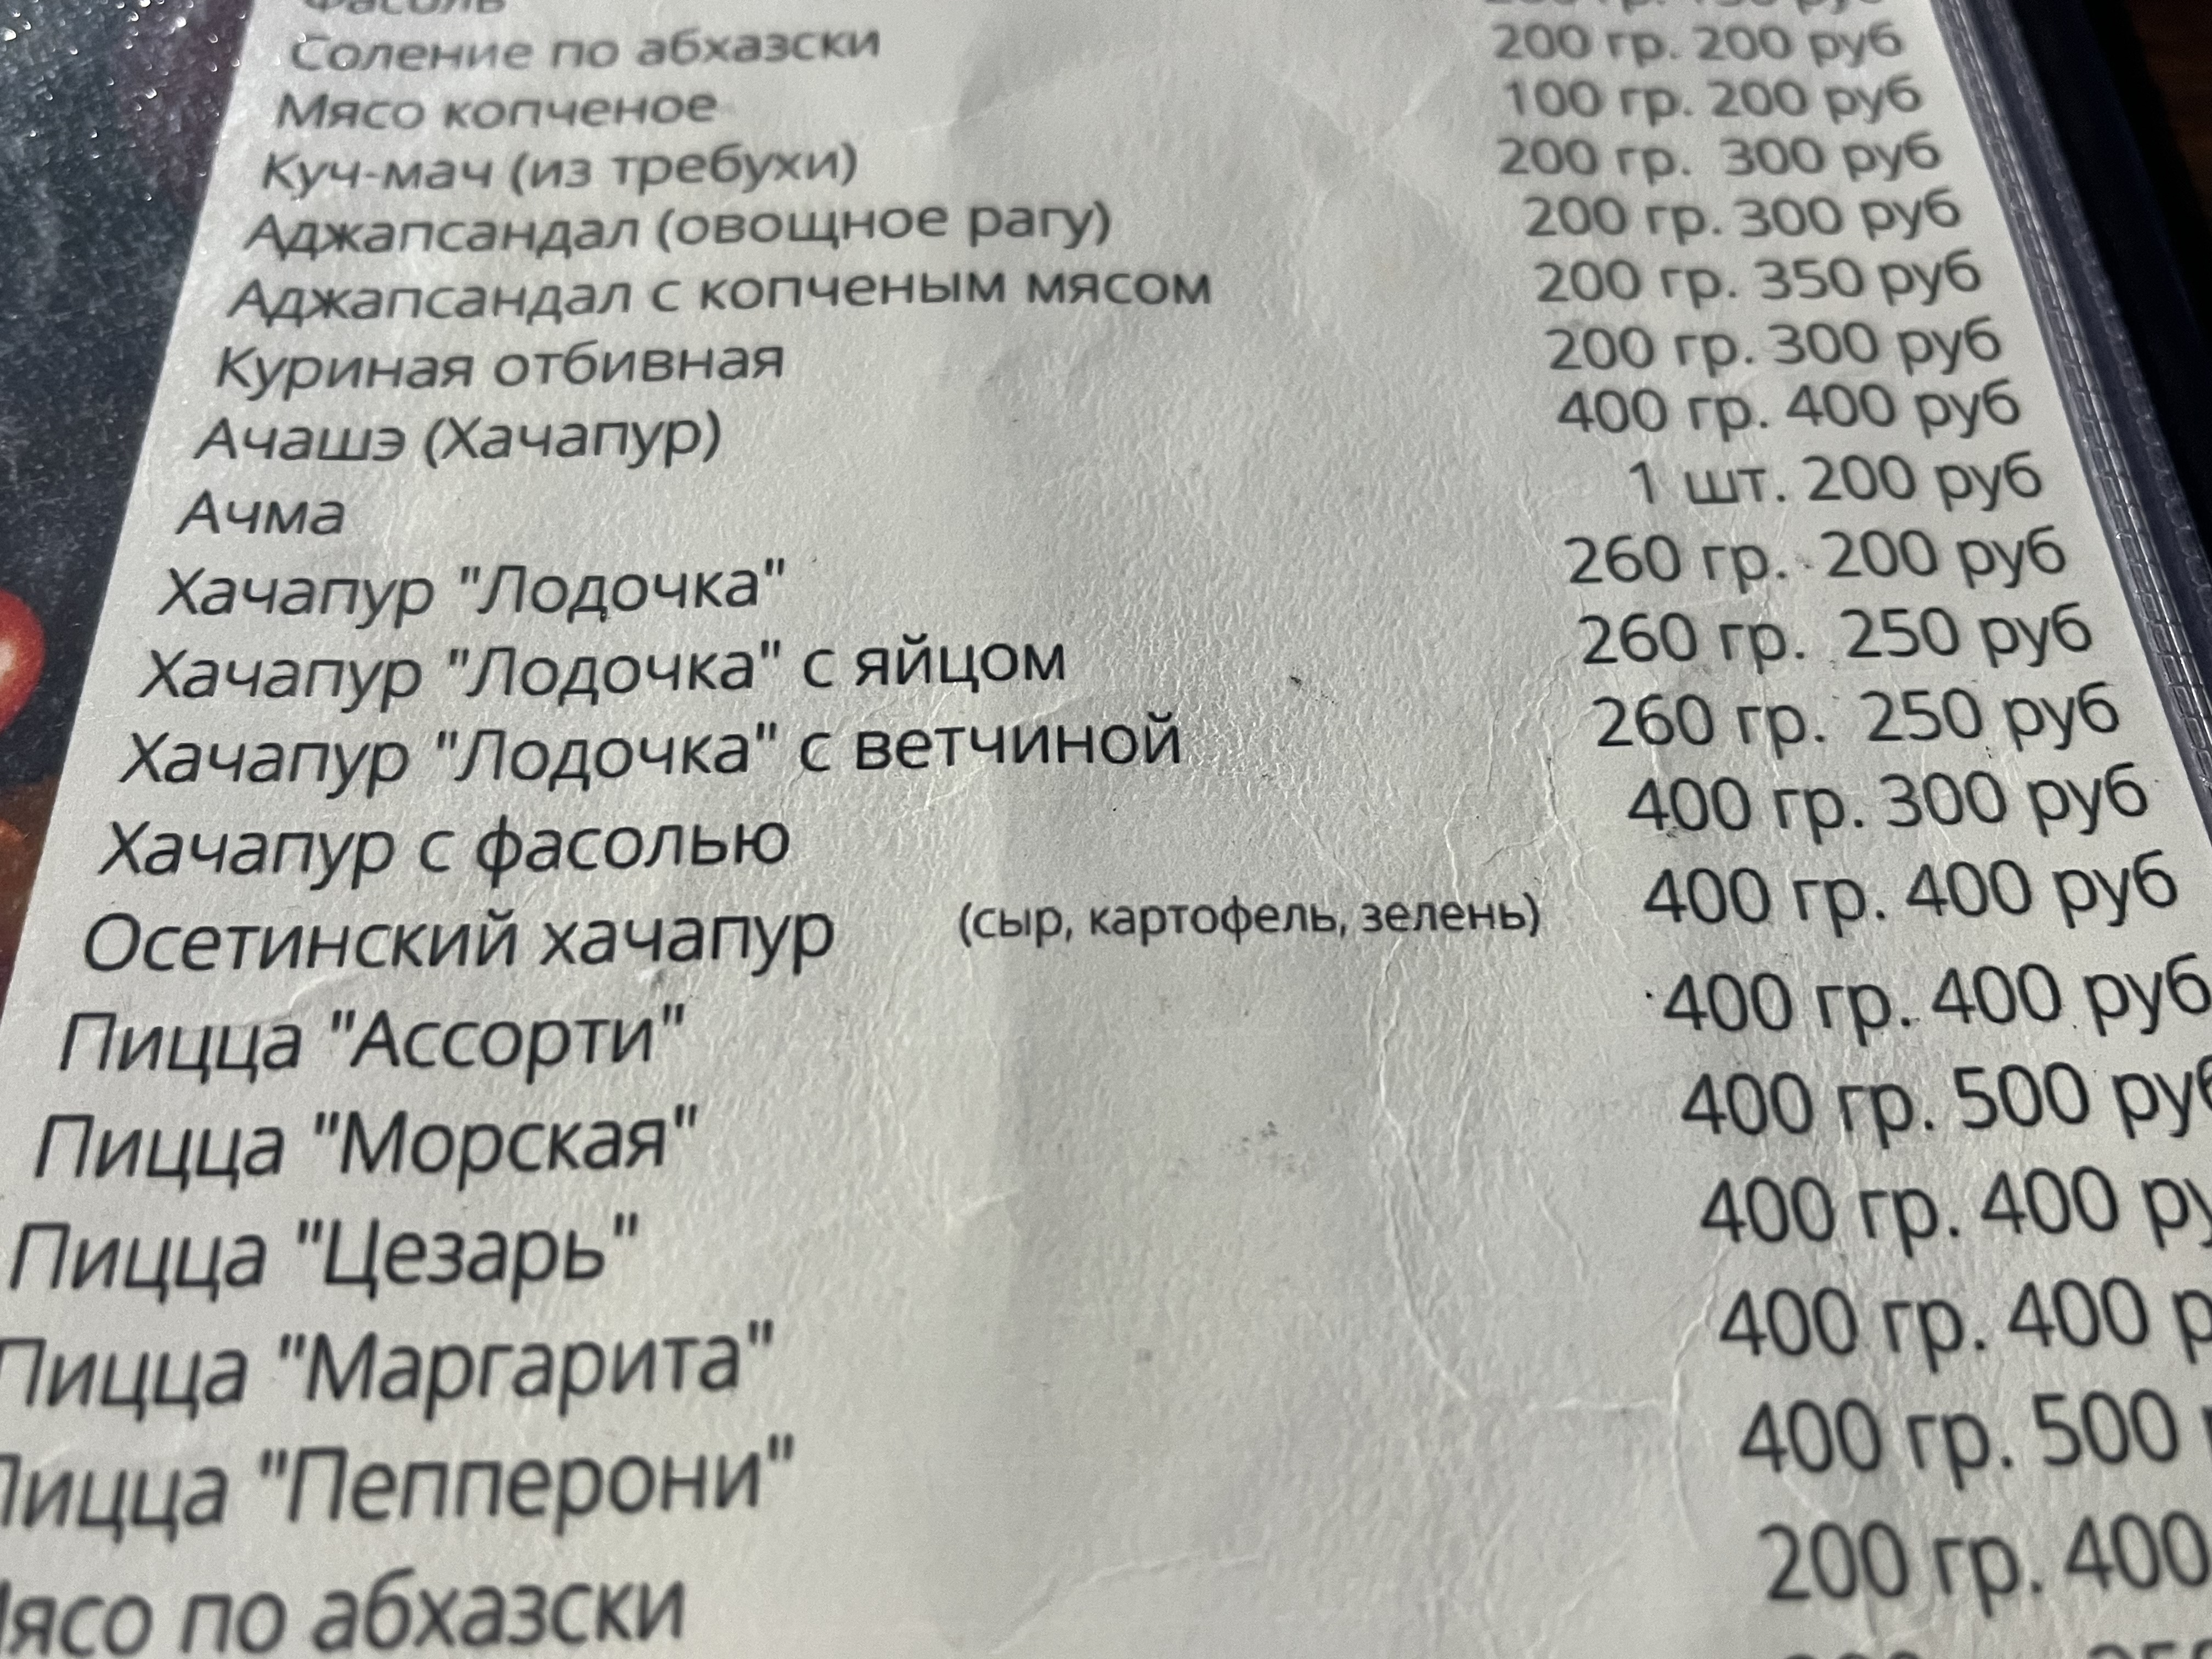 Фасоль
Соление по абхазски 200 гр. 200 руб
Мясо копченое 100 гр. 200 руб
Куч-мач (из требухи) 200 гр. 300 руб
Аджапсандал (овощное рагу) 200 гр. 300 руб
Аджапсандал с копченым мясом 200 гр. 350 руб
Куриная отбивная 200 гр. 300 руб
Ачашэ (Хачапур) 400 гр. 400 руб
Ачма 1 шт. 200 руб
Хачапур "Лодочка" 260 гр. 200 руб
Хачапур "Лодочка" с яйцом 260 гр. 250 руб
Хачапур "Лодочка" с ветчиной 260 гр. 250 руб
Хачапур с фасолью 400 гр. 300 руб
Осетинский хачапур (сыр, картофель, зелень) 400 гр. 400 руб
Пицца "Ассорти" 400 гр. 400 руб
Пицца "Морская" 400 гр. 500 руб
Пицца "Цезарь" 400 гр. 400 ру
Пицца "Маргарита" 400 гр. 400 р
Пицца "Пепперони" 400 гр. 500
Мясо по абхазски 200 гр. 400